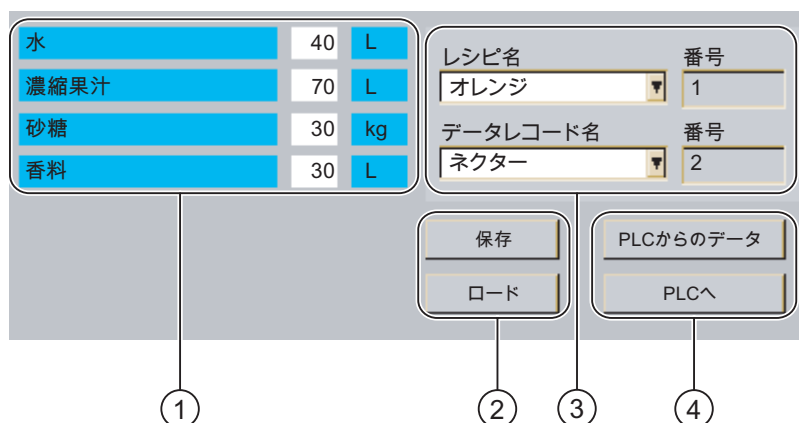 水 40 L
濃縮果汁 70 L
砂糖 30 kg
香料 30 L
レシピ名 番号
オレンジ 1
データレコード名 番号
ネクター 2
保存 PLCからのデータ
ロード PLCへ
1 2 3 4